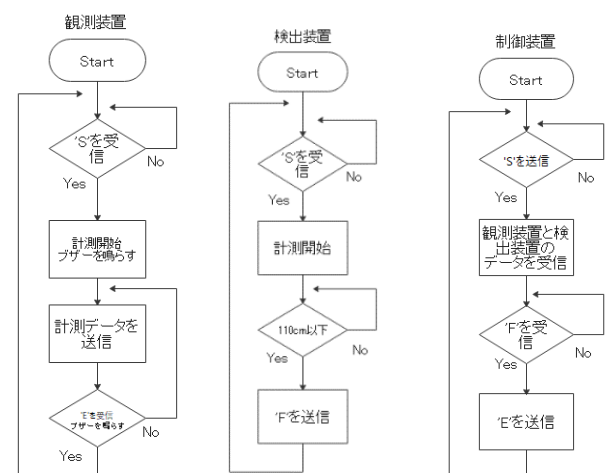 観測装置
Start
'S'を受
信
No
Yes
計測開始
ブザーを鳴らす
計測データを
送信
'E'を受信
ブザーを鳴らす
No
Yes
検出装置
Start
'S'を受
信
No
Yes
計測開始
110cm以下
No
Yes
'F'を送信
制御装置
Start
'S'を送信
No
Yes
観測装置と検
出装置の
データを受信
'F'を受
信
No
Yes
'E'を送信